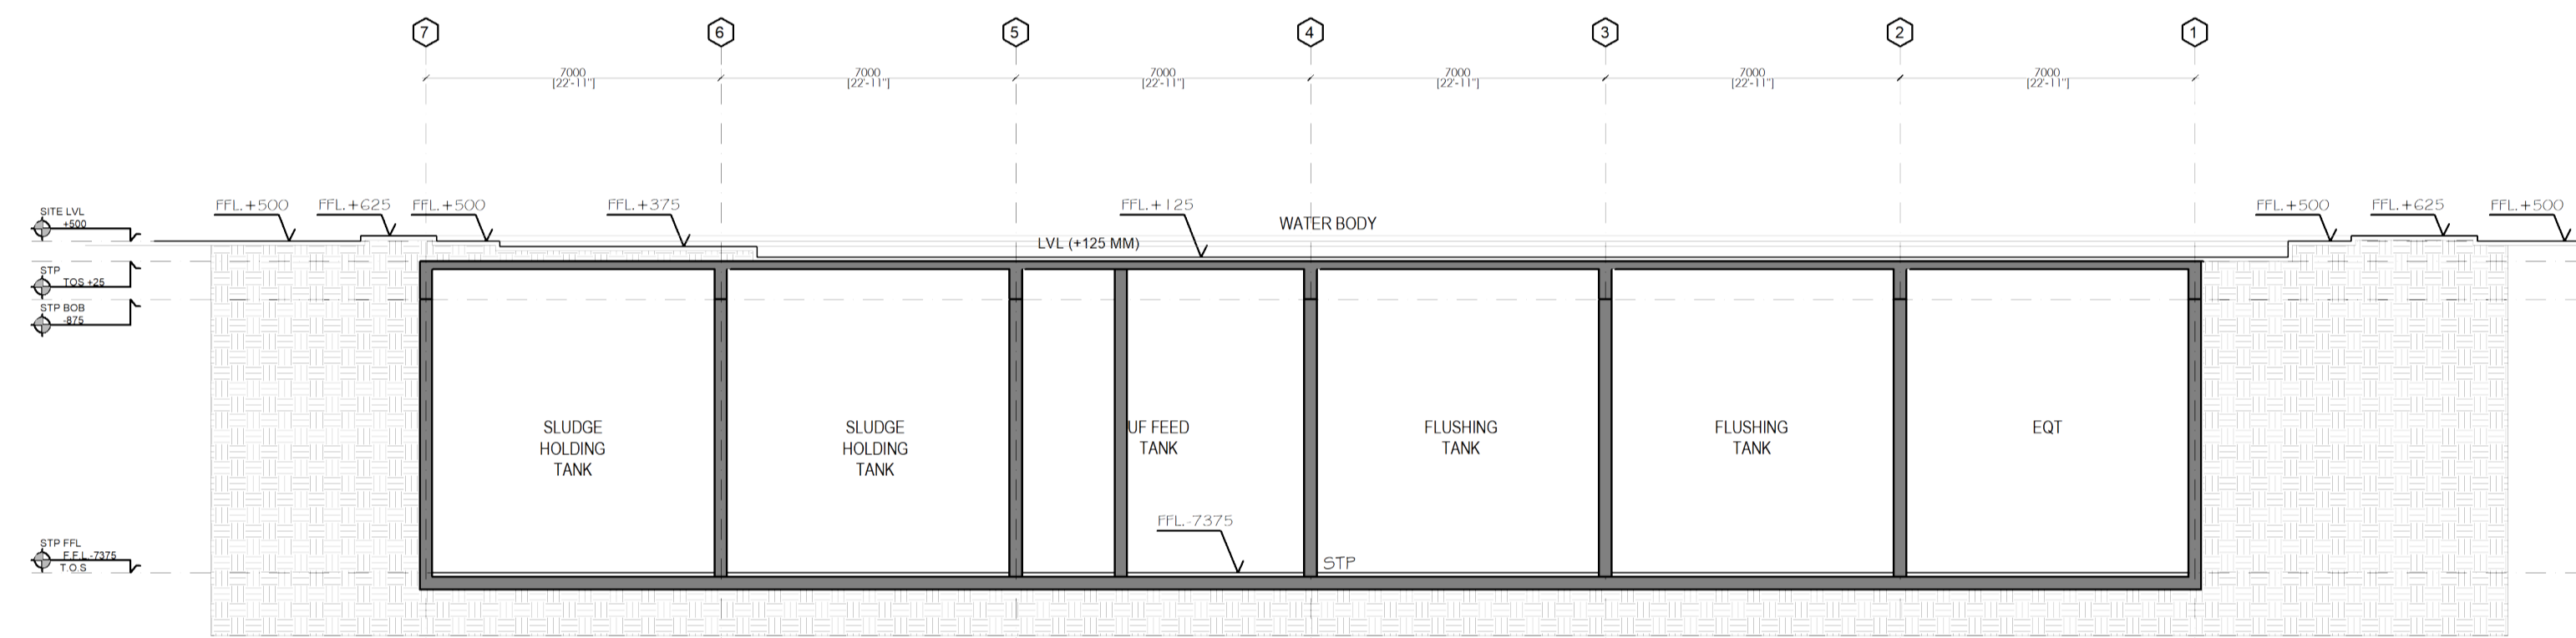 7 6 5 4 3 2 1
7000 7000 7000 7000 7000 7000
[22'-11"] [22'-11"] [22'-11"] [22'-11"] [22'-11"] [22'-11"]
FFL.+500 FFL.+625 FFL.+500 FFL.+375 FFL.+125 FFL.+500 FFL.+625 FFL.+500
SITE LVL
+500
WATER BODY
LVL (+125 MM)
STP
TOS +25
STP BOB
-875
SLUDGE
HOLDING
TANK
SLUDGE
HOLDING
TANK
UF FEED
TANK
FLUSHING
TANK
FLUSHING
TANK
EQT
FFL.-7375
STP
STP FFL
F.F.L.-7375
T.O.S